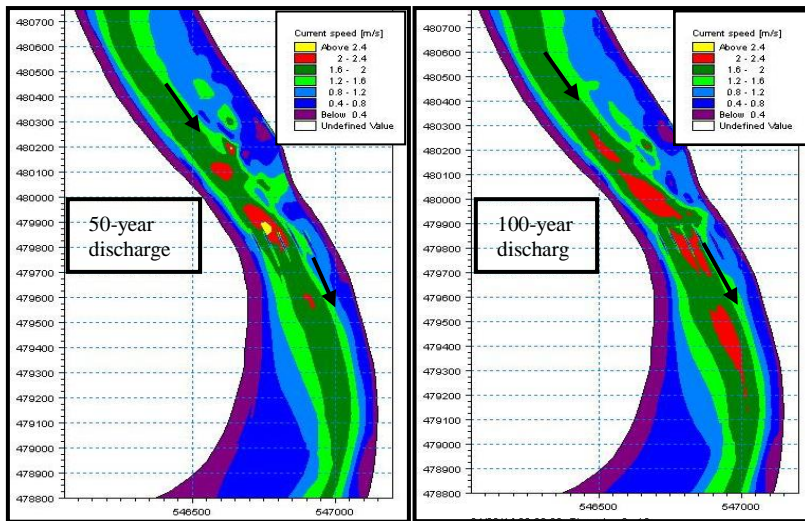 480700
480600
480500
480400
480300
480200
480100
480000
479900
479800
479700
479600
479500
479400
479300
479200
479100
479000
478900
478800
546500
547000
Current speed [m/s]
Above 2.4
2 - 2.4
1.6 - 2
1.2 - 1.6
0.8 - 1.2
0.4 - 0.8
Below 0.4
Undefined Value
50-year
discharge
480700
480600
480500
480400
480300
480200
480100
480000
479900
479800
479700
479600
479500
479400
479300
479200
479100
479000
478900
478800
546500
547000
Current speed [m/s]
Above 2.4
2 - 2.4
1.6 - 2
1.2 - 1.6
0.8 - 1.2
0.4 - 0.8
Below 0.4
Undefined Value
100-year
discharg